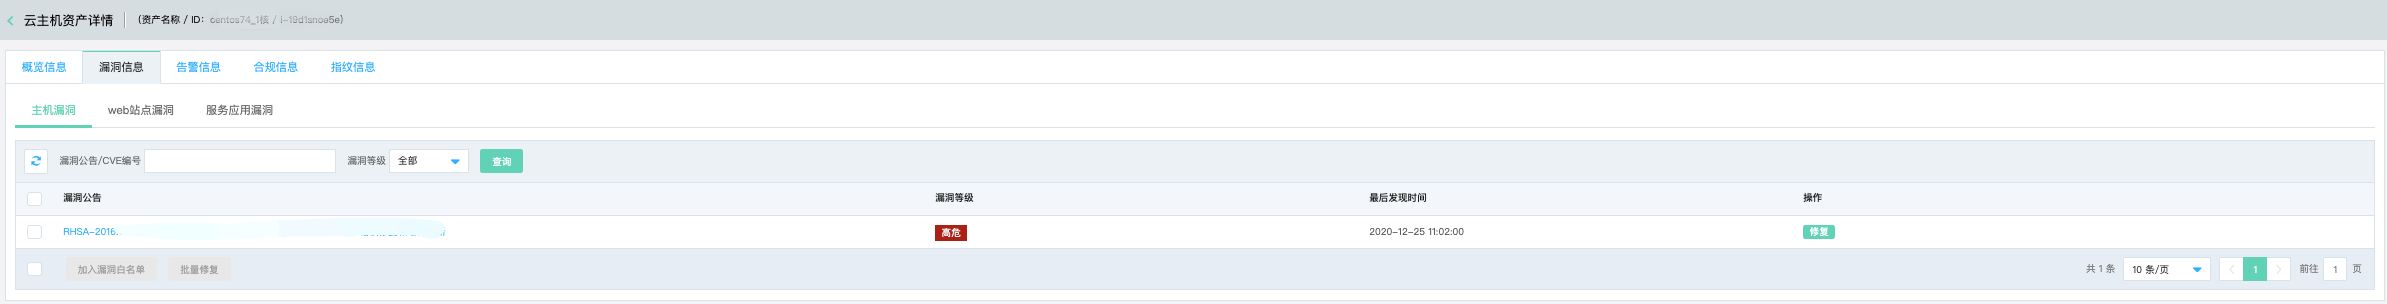 云主机资产详情 (资产名称 / ID: centos74_1核 /
概览信息 漏洞信息 告警信息 合规信息 指纹信息
主机漏洞 web站点漏洞 服务应用漏洞
漏洞公告/CVE编号 漏洞等级 全部 查询
漏洞公告 漏洞等级 最后发现时间 操作
RHSA-2016 高危 2020-12-25 11:02:00 修复
加入漏洞白名单 批量修复 共 1 条 10 条/页 1 前往 1 页